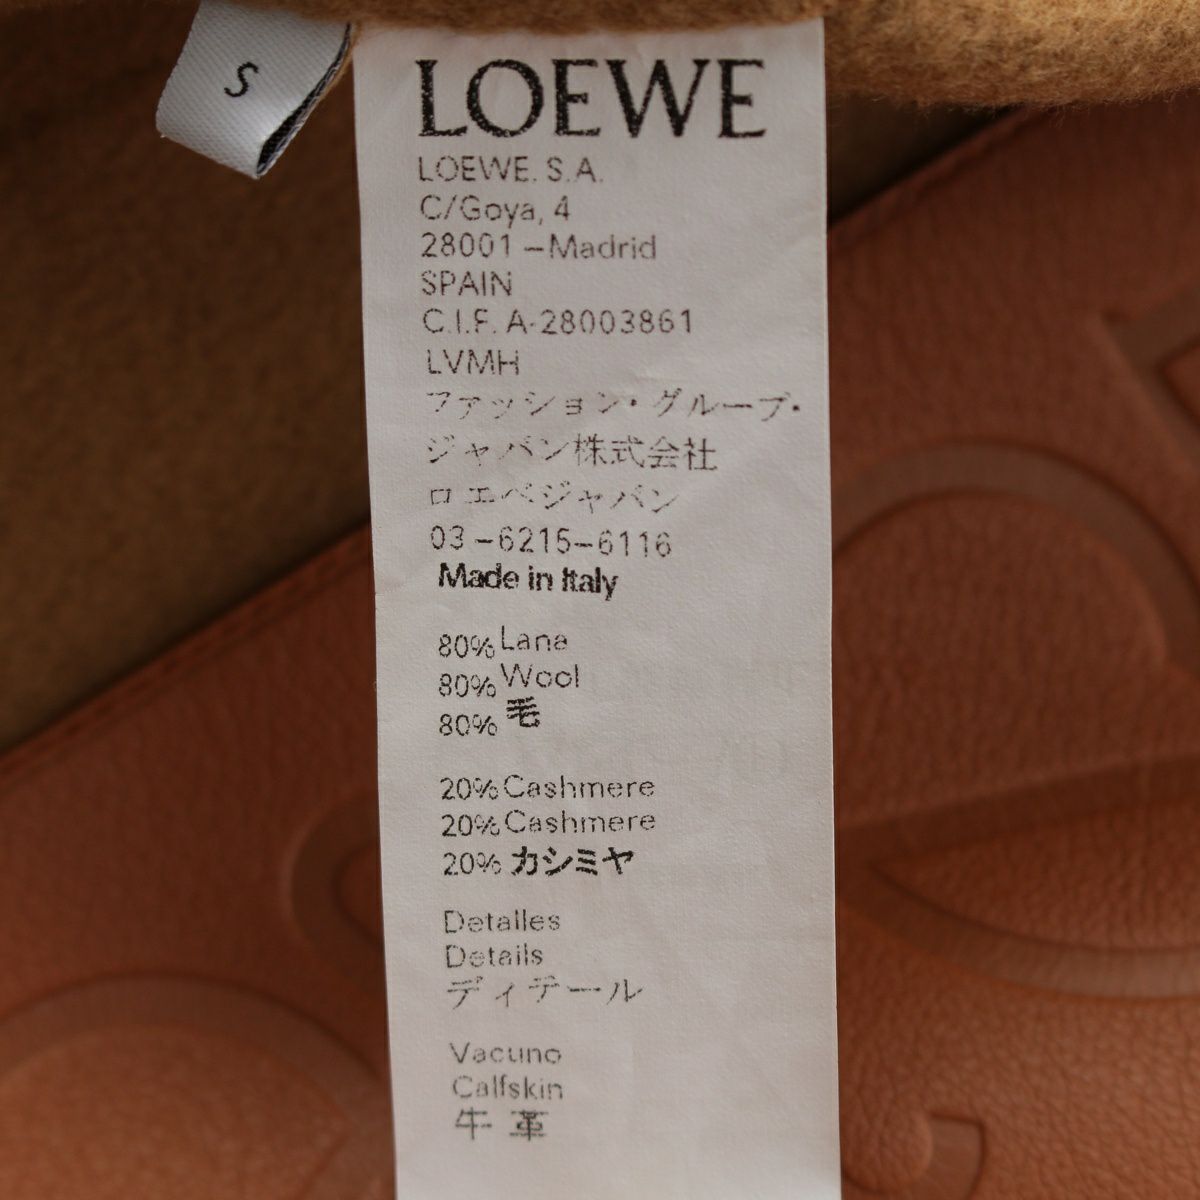 S
LOEWE
LOEWE. S.A.
C/Goya, 4
28001 –Madrid
SPAIN
C.I.F. A-28003861
LVMH
ファッション・グループ・
ジャパン株式会社
ロエベジャパン
03–6215–6116
Made in Italy
80% Lana
80% Wool
80% 毛
20% Cashmere
20% Cashmere
20% カシミヤ
Detalles
Details
ディテール
Vacuno
Calfskin
牛革